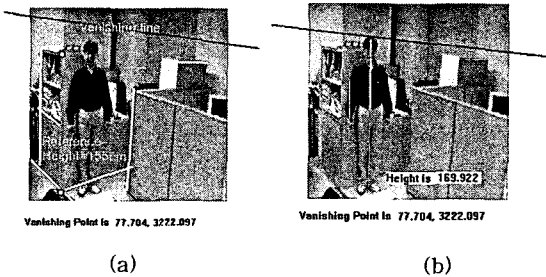 vanishing line
Reference
Height=155cm
Vanishing Point is 77.704, 3222.097
(a)
Height is 169.922
Vanishing Point is 77.704, 3222.097
(b)